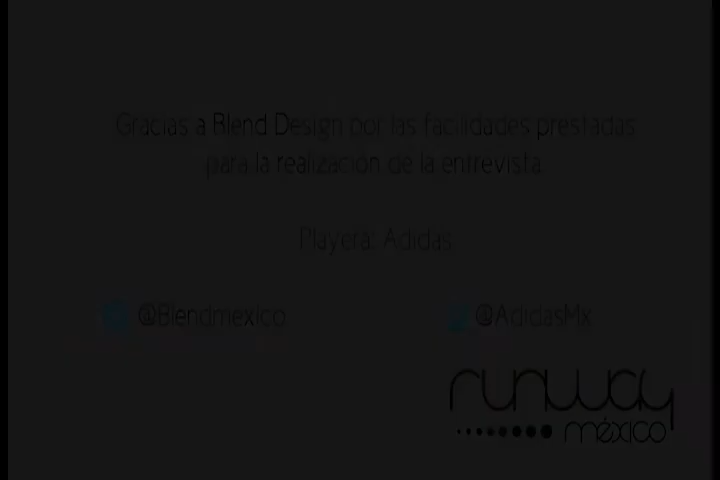 Gracias a Blend Design por las facilidades prestadas
para la realización de la entrevista
Playera: Adidas
@Blendmexico
@AdidasMx
runway
méxico